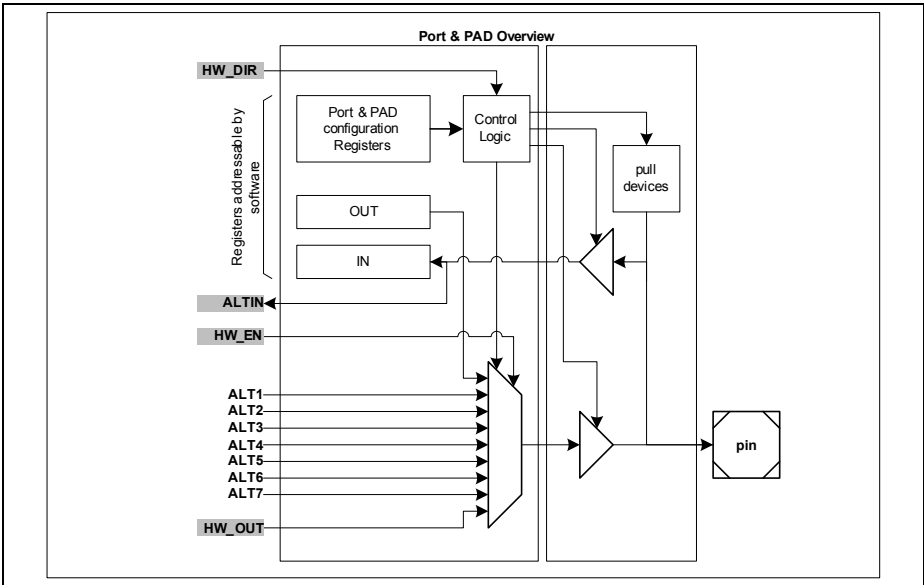 Port & PAD Overview
HW_DIR
Registers addressable by
software
Port & PAD
configuration
Registers
Control
Logic
pull
devices
OUT
IN
ALTIN
HW_EN
ALT1
ALT2
ALT3
ALT4
ALT5
ALT6
ALT7
HW_OUT
pin